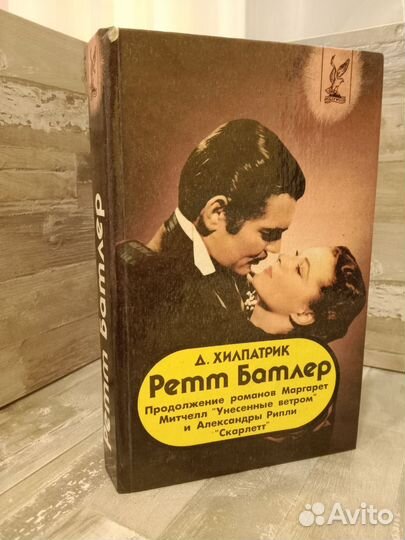 Ретт Батлер
Д. ХИЛПАТРИК
Ретт Батлер
Продолжение романов Маргарет
Митчелл "Унесенные ветром"
и Александры Рипли
"Скарлетт"
Avito